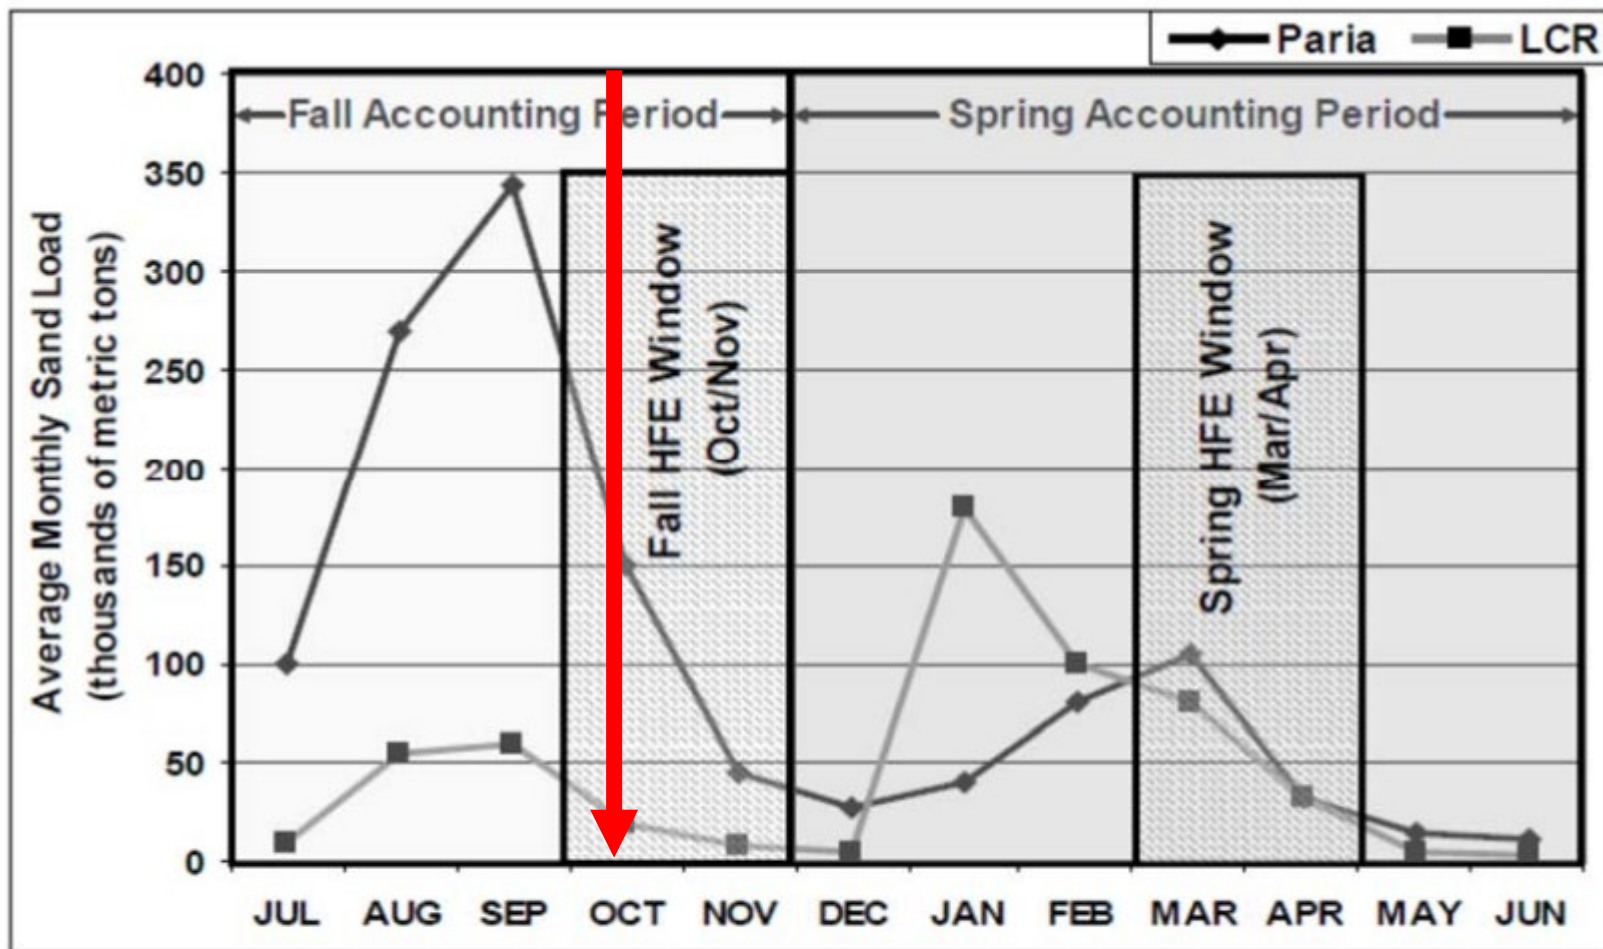 Paria LCR
400
Fall Accounting Period Spring Accounting Period
350
300
250
200
150
100
50
0
Average Monthly Sand Load
(thousands of metric tons)
Fall HFE Window
(Oct/Nov)
Spring HFE Window
(Mar/Apr)
JUL AUG SEP OCT NOV DEC JAN FEB MAR APR MAY JUN